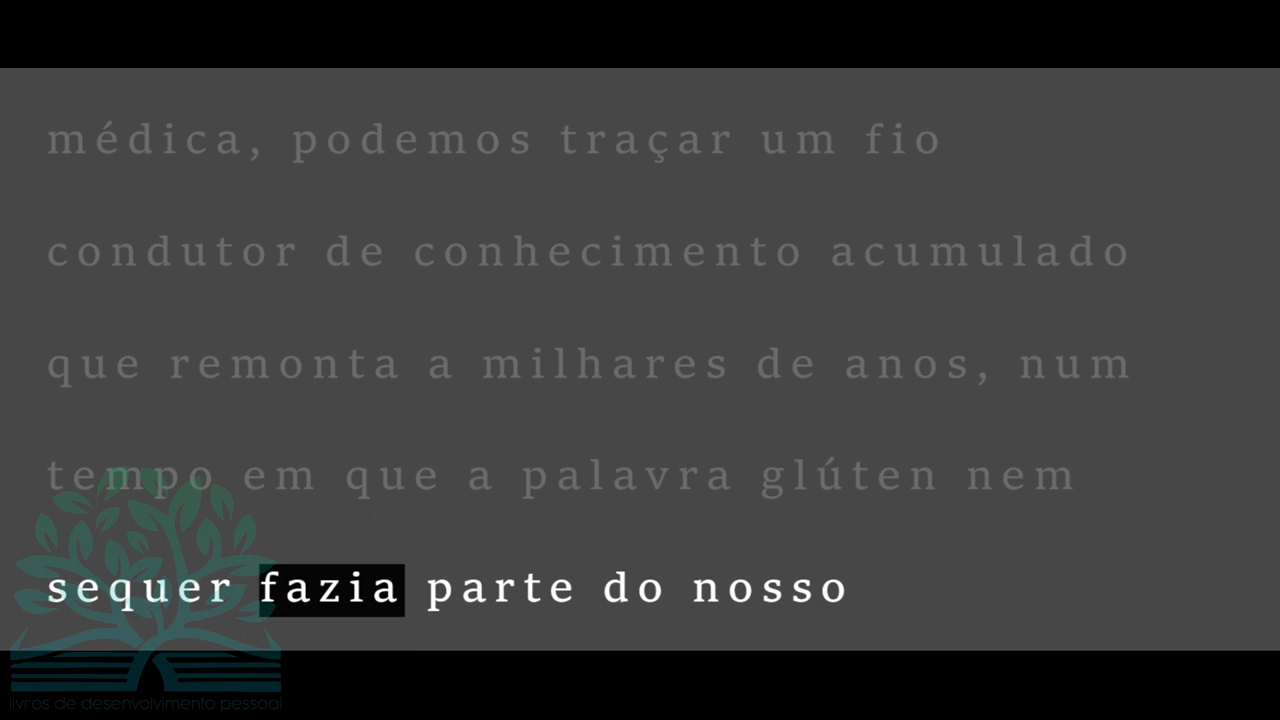 médica, podemos traçar um fio
condutor de conhecimento acumulado
que remonta a milhares de anos, num
tempo em que a palavra glúten nem
sequer fazia parte do nosso
livros de desenvolvimento pessoal